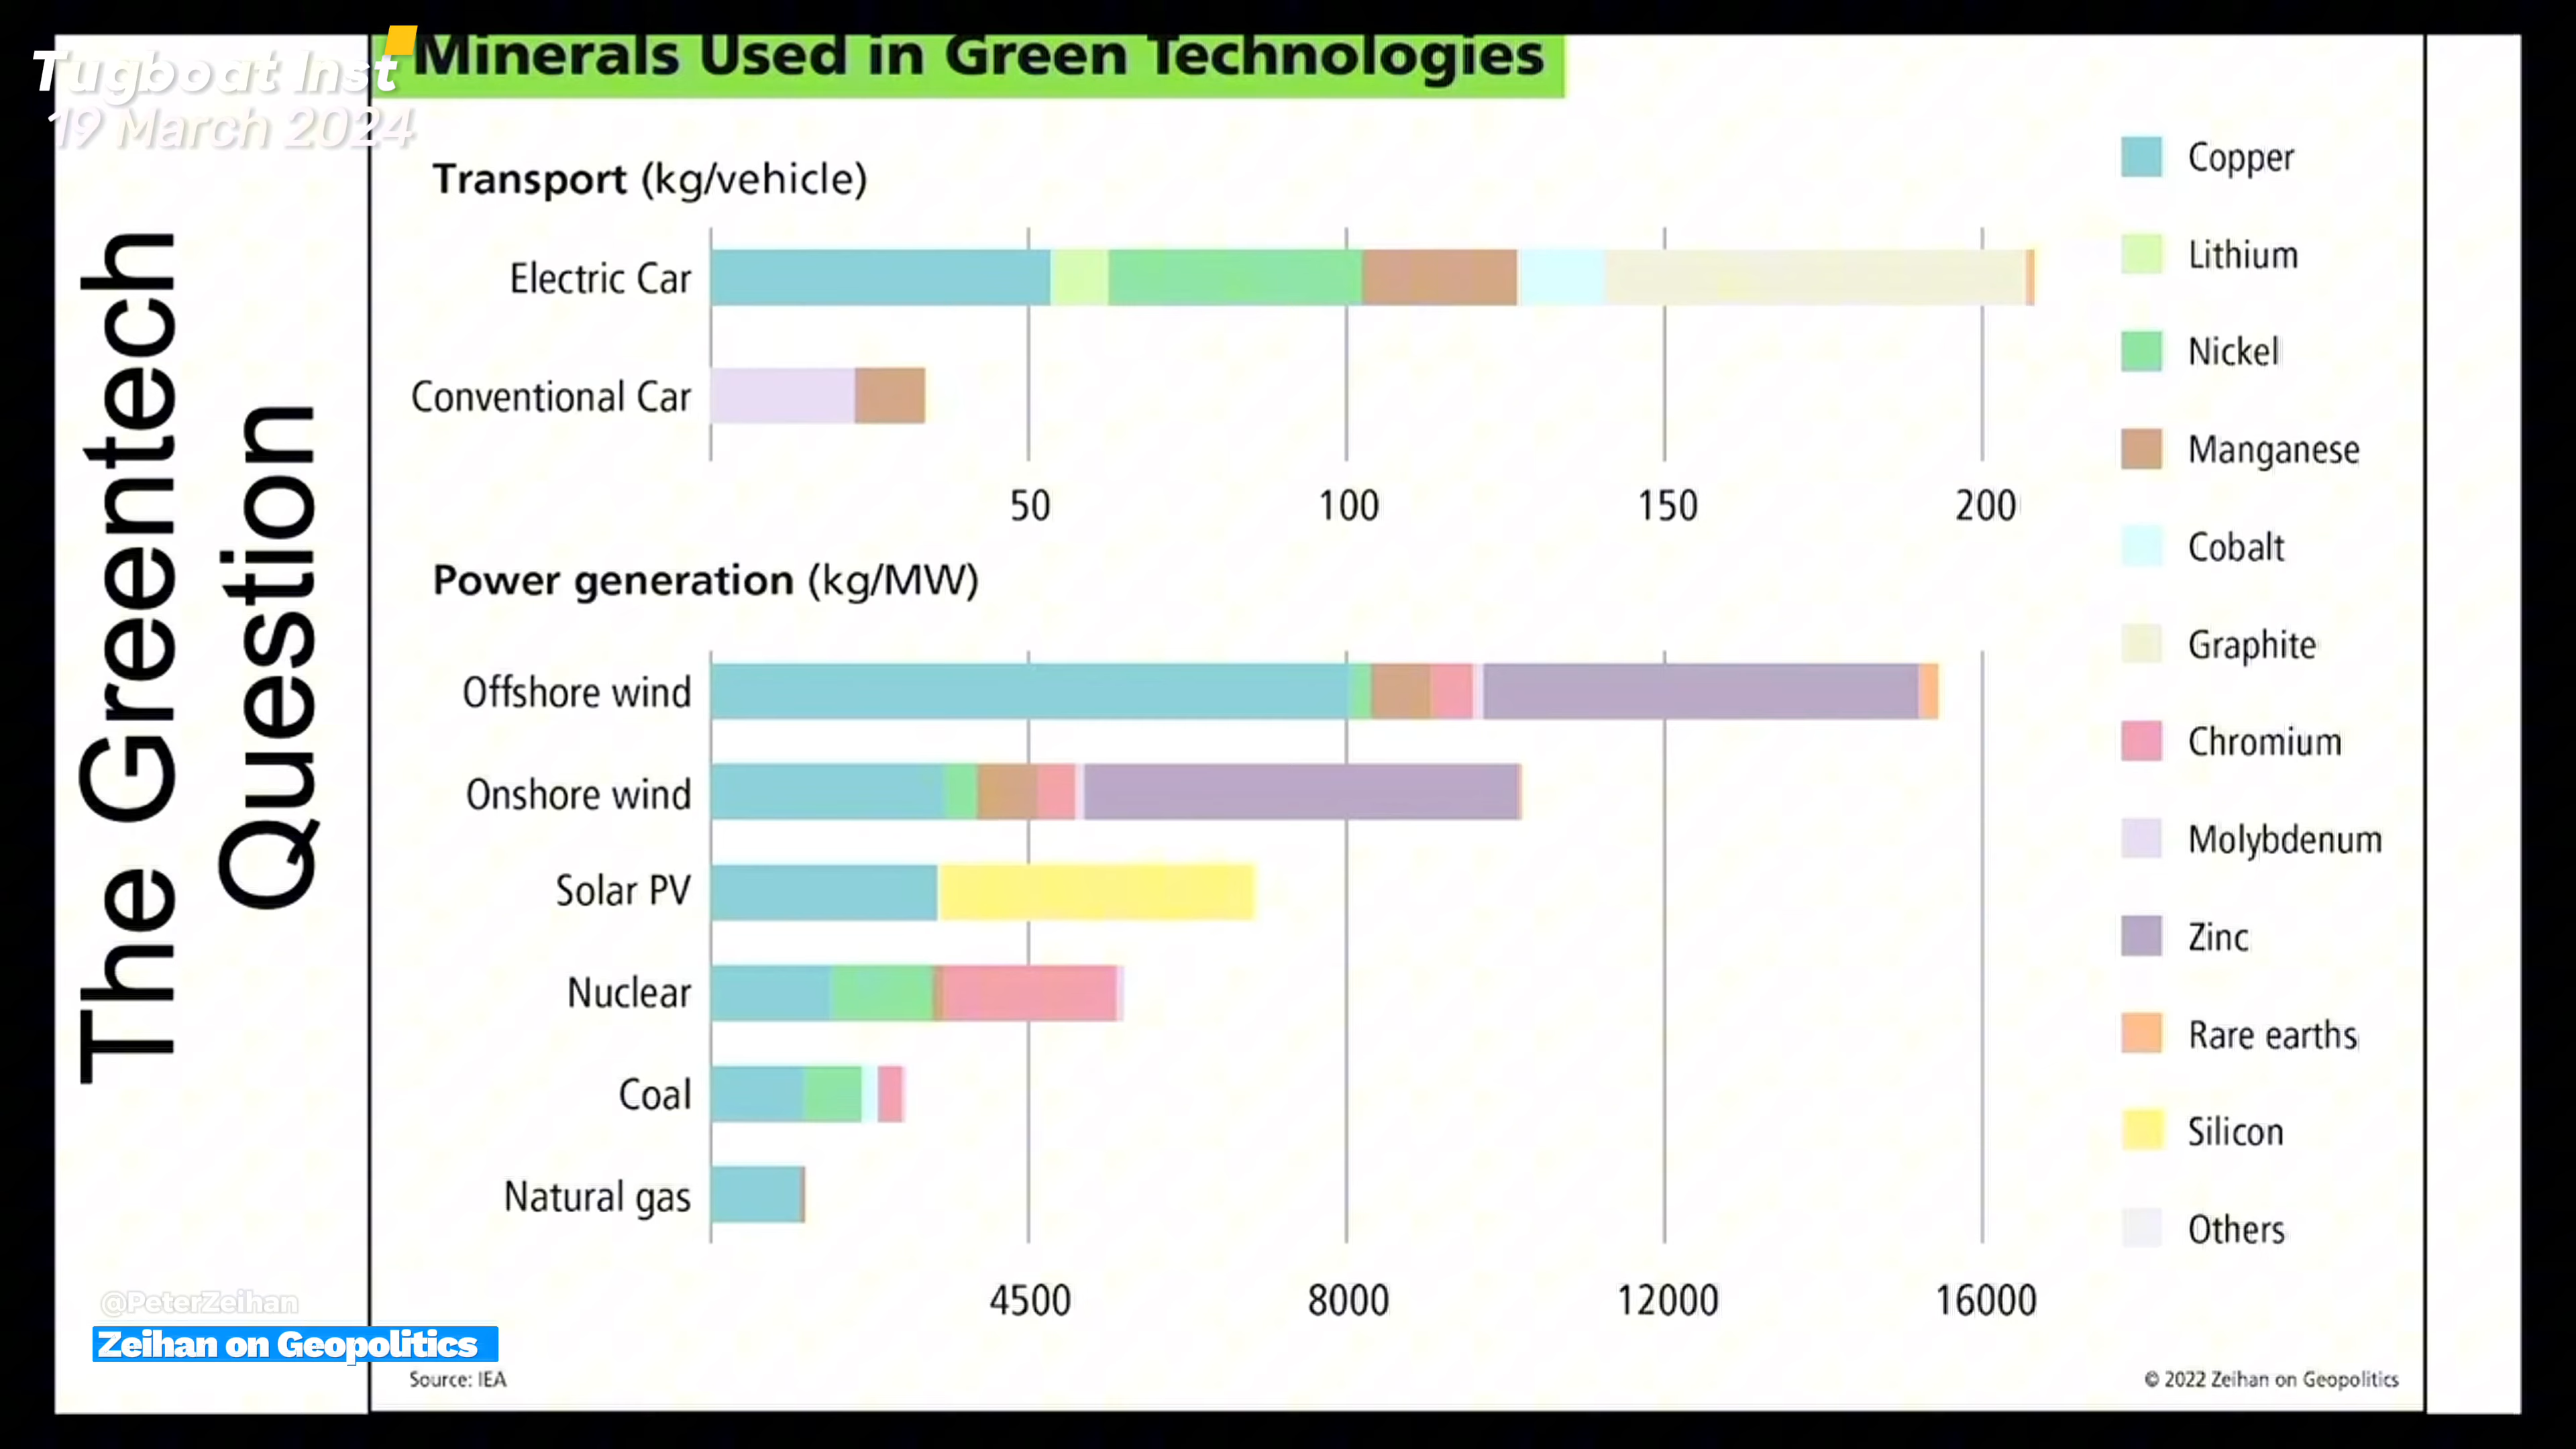 Tugboat Inst
19 March 2024
The Greentech
Question
Minerals Used in Green Technologies
Transport (kg/vehicle)
Electric Car
Conventional Car
50 100 150 200
Power generation (kg/MW)
Offshore wind
Onshore wind
Solar PV
Nuclear
Coal
Natural gas
4500 8000 12000 16000
Copper
Lithium
Nickel
Manganese
Cobalt
Graphite
Chromium
Molybdenum
Zinc
Rare earths
Silicon
Others
@PeterZeihan
Zeihan on Geopolitics
Source: IEA
© 2022 Zeihan on Geopolitics